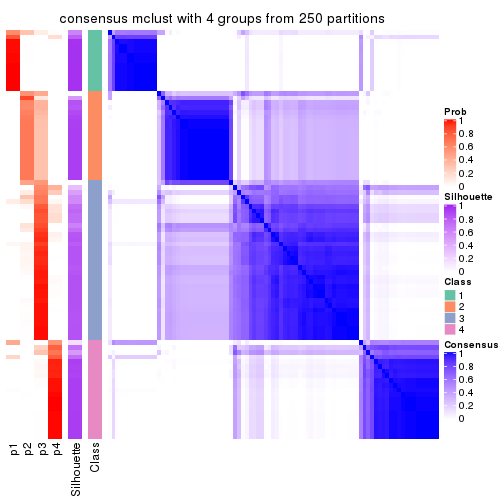 consensus mclust with 4 groups from 250 partitions
Prob
1
0.8
0.6
0.4
0.2
0
Silhouette
1
0.8
0.6
0.4
0.2
0
Class
1
2
3
4
Consensus
1
0.8
0.6
0.4
0.2
0
p1
p2
p3
p4
Silhouette
Class